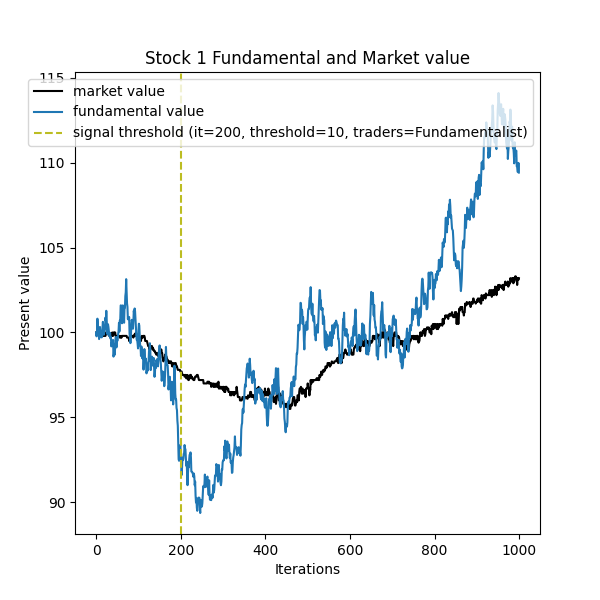 Stock 1 Fundamental and Market value
market value
fundamental value
signal threshold (it=200, threshold=10, traders=Fundamentalist)
Present value
115
110
105
100
95
90
0 200 400 600 800 1000
Iterations